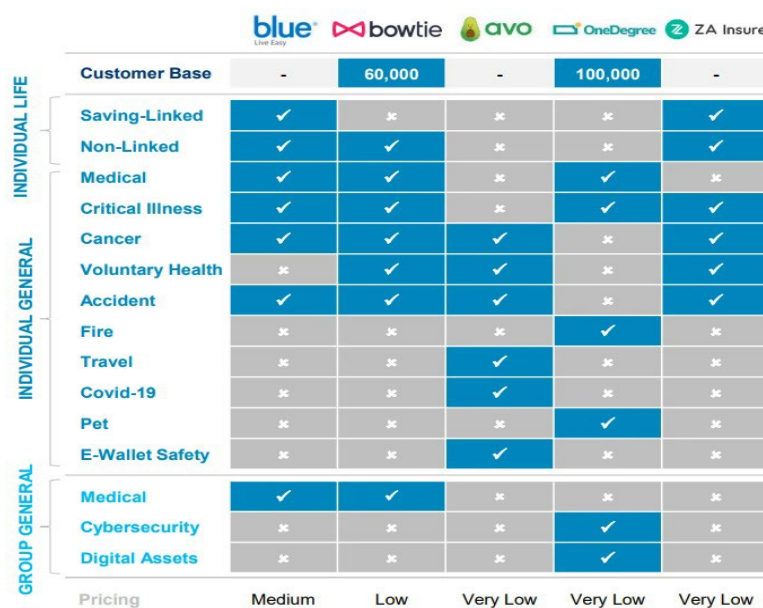 blue® bowtie avo OneDegree ZA Insure
Live Easy
Customer Base - 60,000 - 100,000 -
INDIVIDUAL LIFE
Saving-Linked ✓ × × × ✓
Non-Linked ✓ ✓ × × ✓
INDIVIDUAL GENERAL
Medical ✓ ✓ × ✓ ×
Critical Illness ✓ ✓ × ✓ ✓
Cancer ✓ ✓ ✓ × ✓
Voluntary Health × ✓ ✓ × ✓
Accident ✓ ✓ ✓ × ✓
Fire × × × ✓ ×
Travel × × ✓ × ×
Covid-19 × × ✓ × ×
Pet × × × ✓ ×
E-Wallet Safety × × ✓ × ×
GROUP GENERAL
Medical ✓ ✓ × × ×
Cybersecurity × × × ✓ ×
Digital Assets × × × ✓ ×
Pricing Medium Low Very Low Very Low Very Low